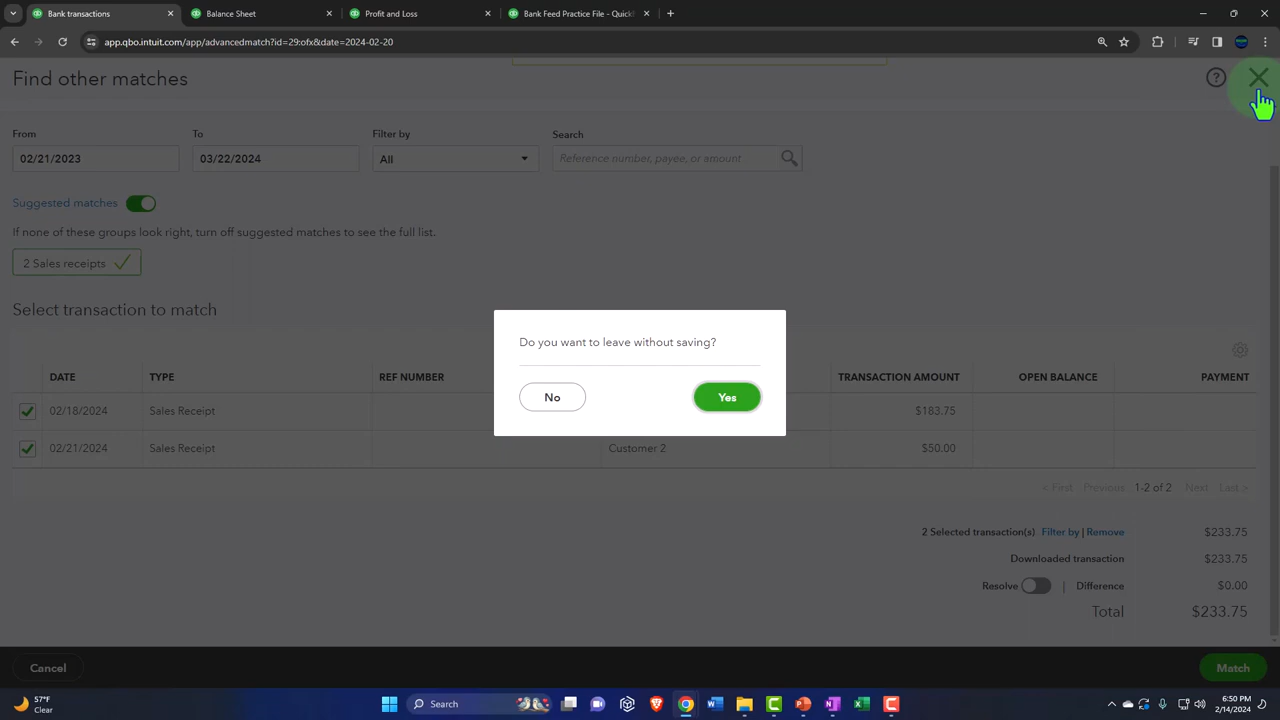 Bank transactions
Balance Sheet
Profit and Loss
Bank Feed Practice File - QuickB
app.qbo.intuit.com/app/advancedmatch?id=29:ofx&date=2024-02-20
Find other matches
From
To
Filter by
Search
02/21/2023
03/22/2024
All
Reference number, payee, or amount
Suggested matches
If none of these groups look right, turn off suggested matches to see the full list.
2 Sales receipts
Select transaction to match
Do you want to leave without saving?
No
Yes
DATE
TYPE
REF NUMBER
TRANSACTION AMOUNT
OPEN BALANCE
PAYMENT
02/18/2024
Sales Receipt
$183.75
02/21/2024
Sales Receipt
Customer 2
$50.00
< First
Previous
1-2 of 2
Next
Last >
2 Selected transaction(s)
Filter by | Remove
$233.75
Downloaded transaction
$233.75
Resolve
|
Difference
$0.00
Total
$233.75
Cancel
Match
57°F
Clear
Search
6:50 PM
2/14/2024